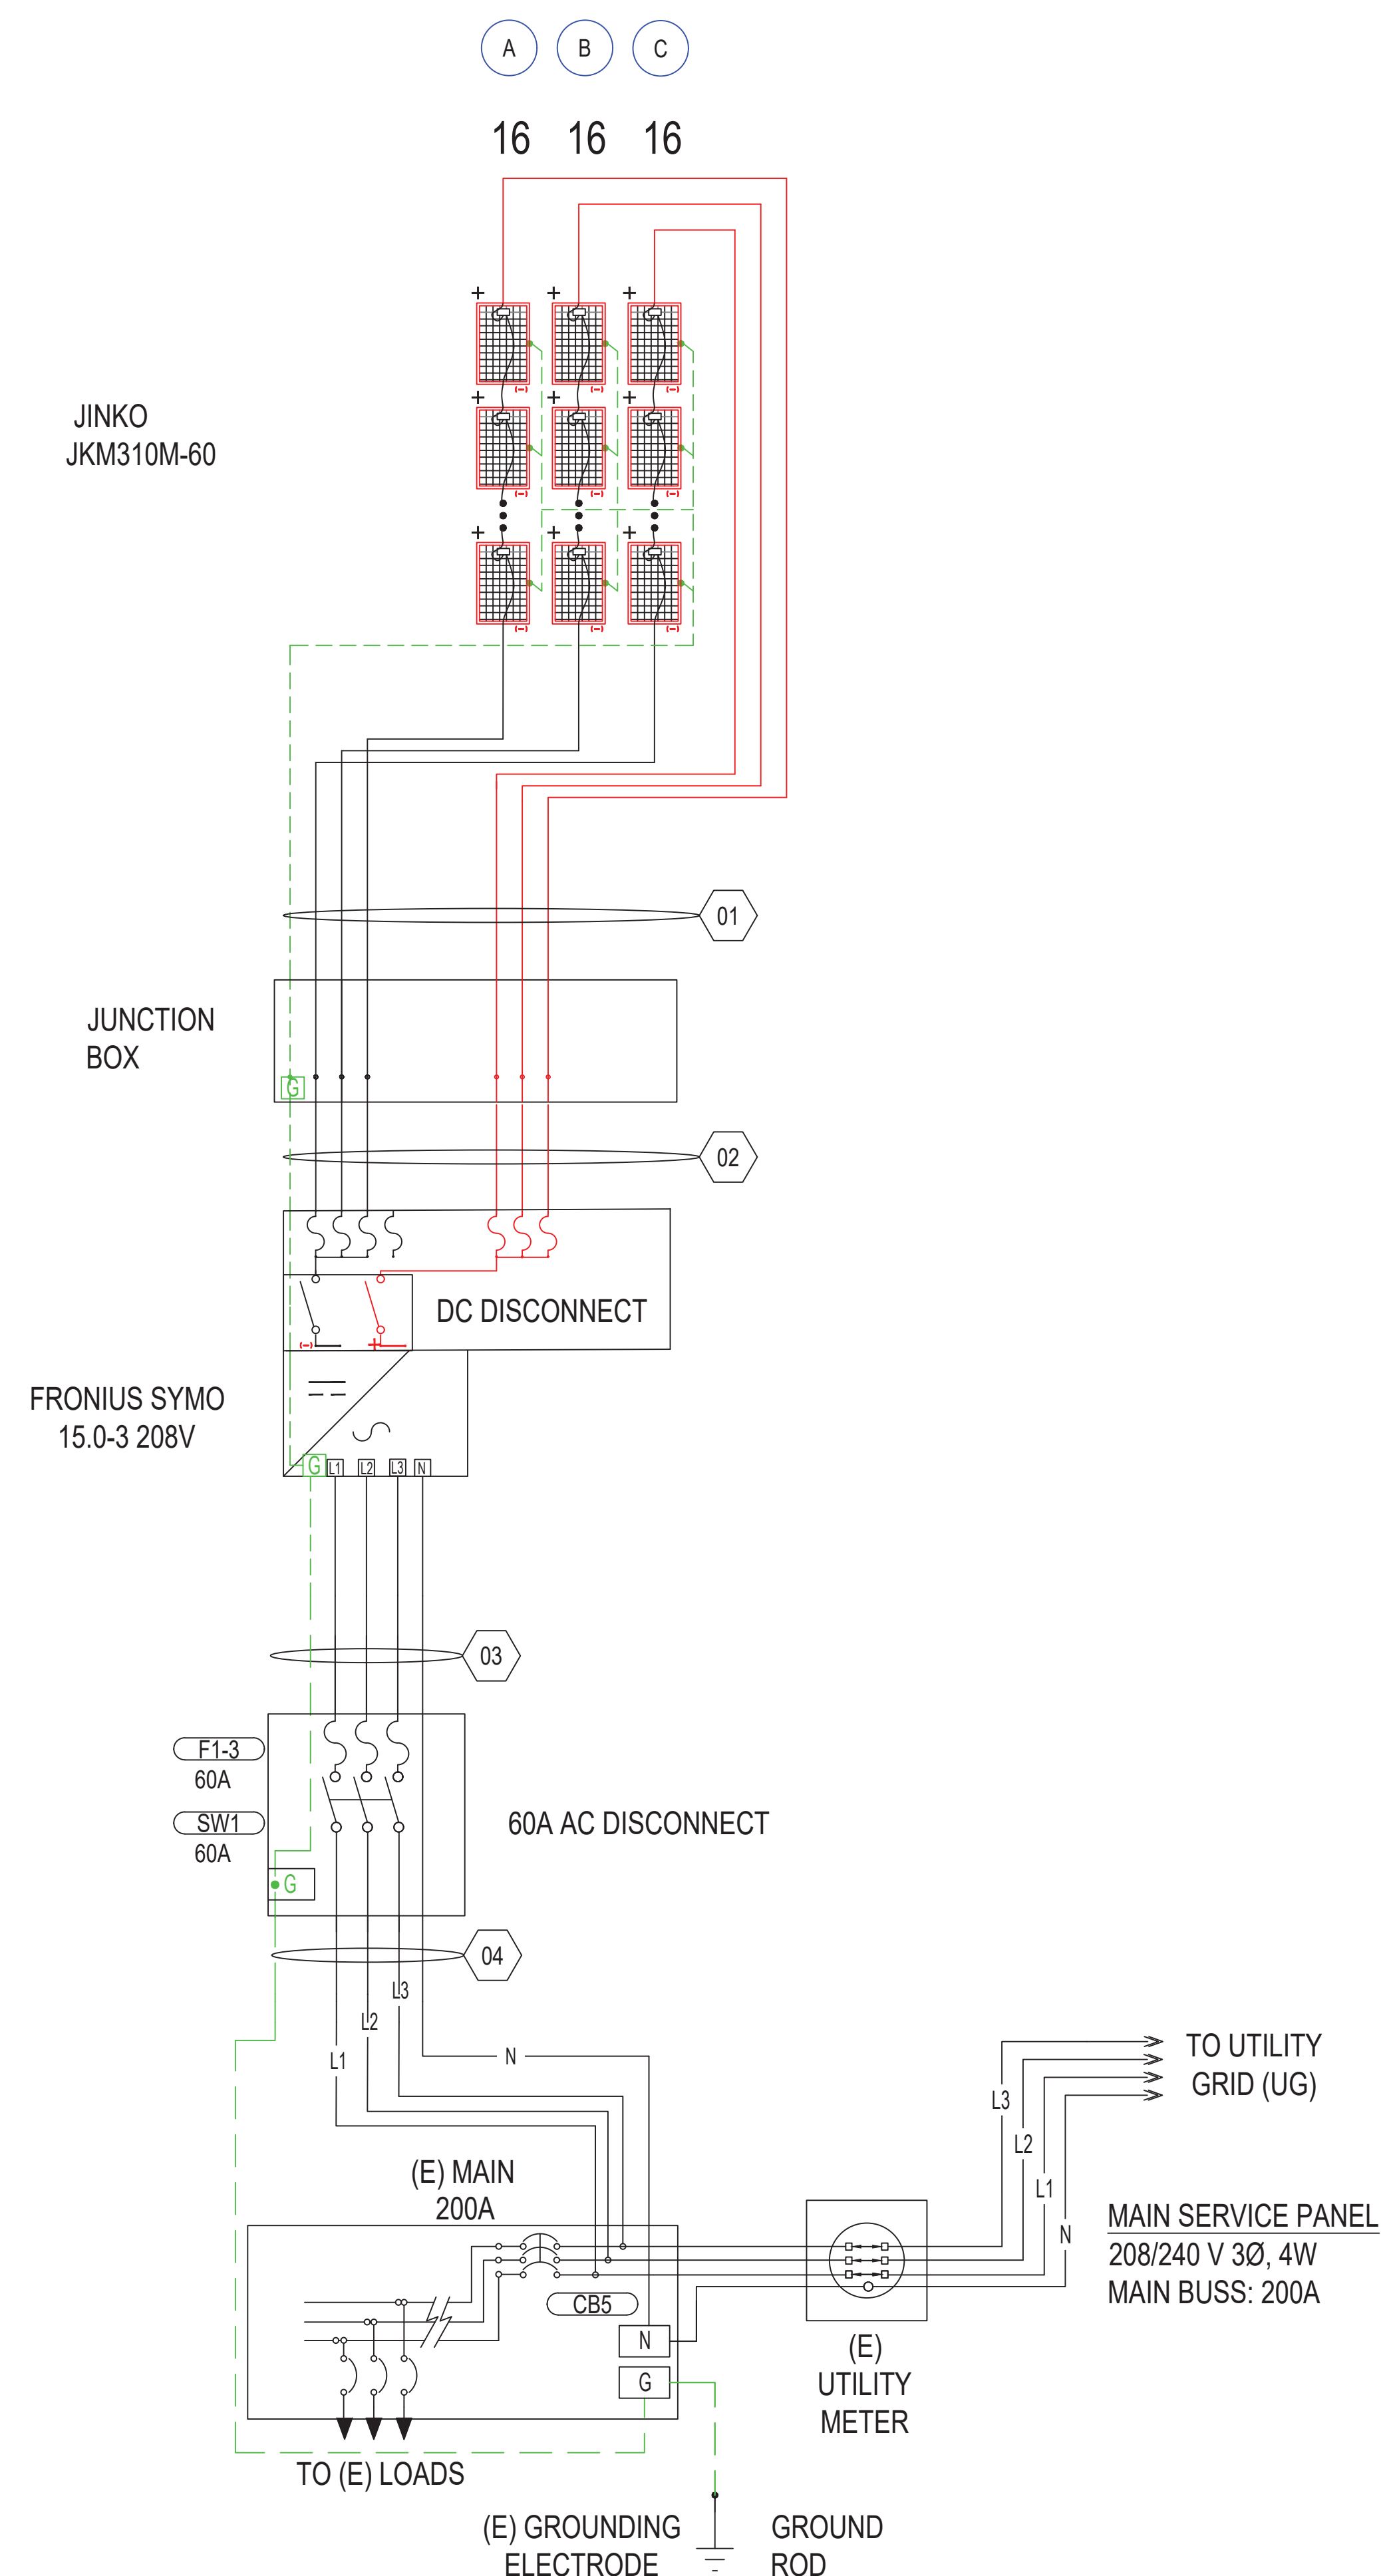 A B C
16 16 16
+ + +
(-) (-) (-)
+ + +
(-) (-) (-)
+ + +
(-) (-) (-)
JINKO
JKM310M-60
01
JUNCTION
BOX
G
02
DC DISCONNECT
(-) +
FRONIUS SYMO
15.0-3 208V
G L1 L2 L3 N
03
F1-3
60A
SW1
60A
60A AC DISCONNECT
G
04
L3
L2
L1
N
TO UTILITY
GRID (UG)
L3
L2
L1
N
(E) MAIN
200A
MAIN SERVICE PANEL
208/240 V 3Ø, 4W
MAIN BUSS: 200A
CB5
N
G
(E)
UTILITY
METER
TO (E) LOADS
(E) GROUNDING
ELECTRODE
GROUND
ROD